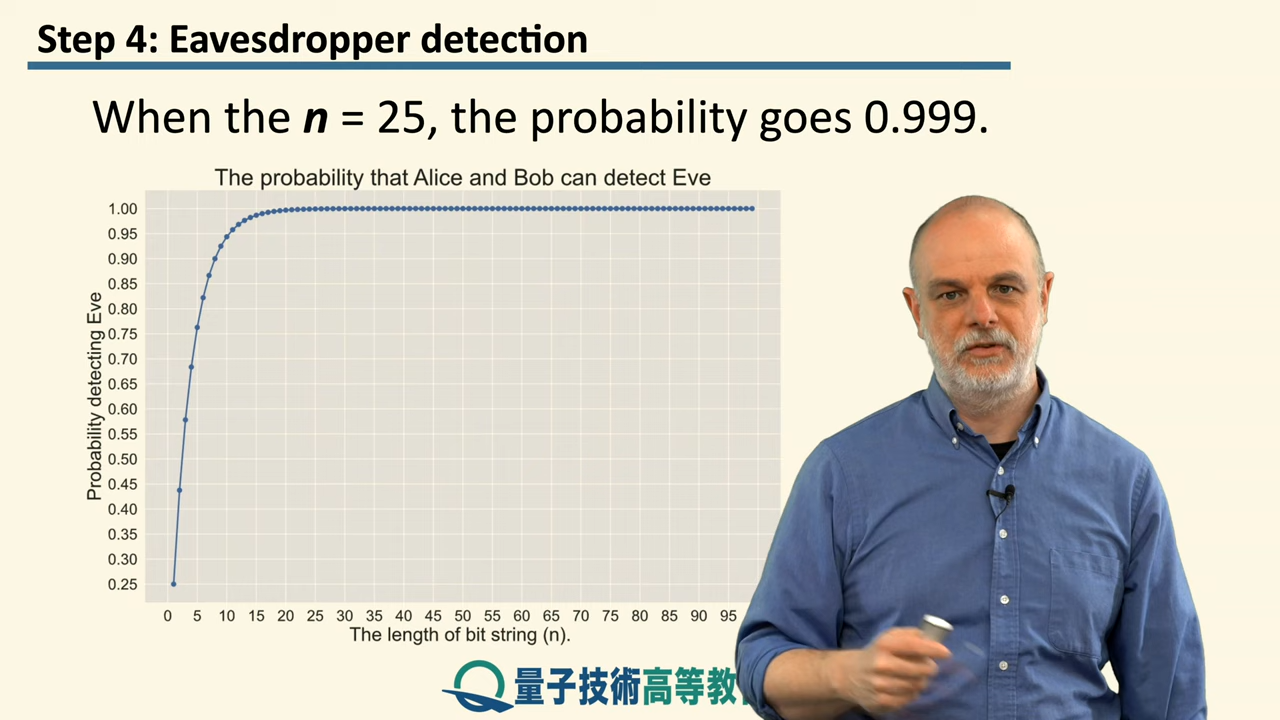 Step 4: Eavesdropper detection
When the n = 25, the probability goes 0.999.
The probability that Alice and Bob can detect Eve
Probability detecting Eve
1.00
0.95
0.90
0.85
0.80
0.75
0.70
0.65
0.60
0.55
0.50
0.45
0.40
0.35
0.30
0.25
0 5 10 15 20 25 30 35 40 45 50 55 60 65 70 75 80 85 90 95
The length of bit string (n).
量子技術高等教